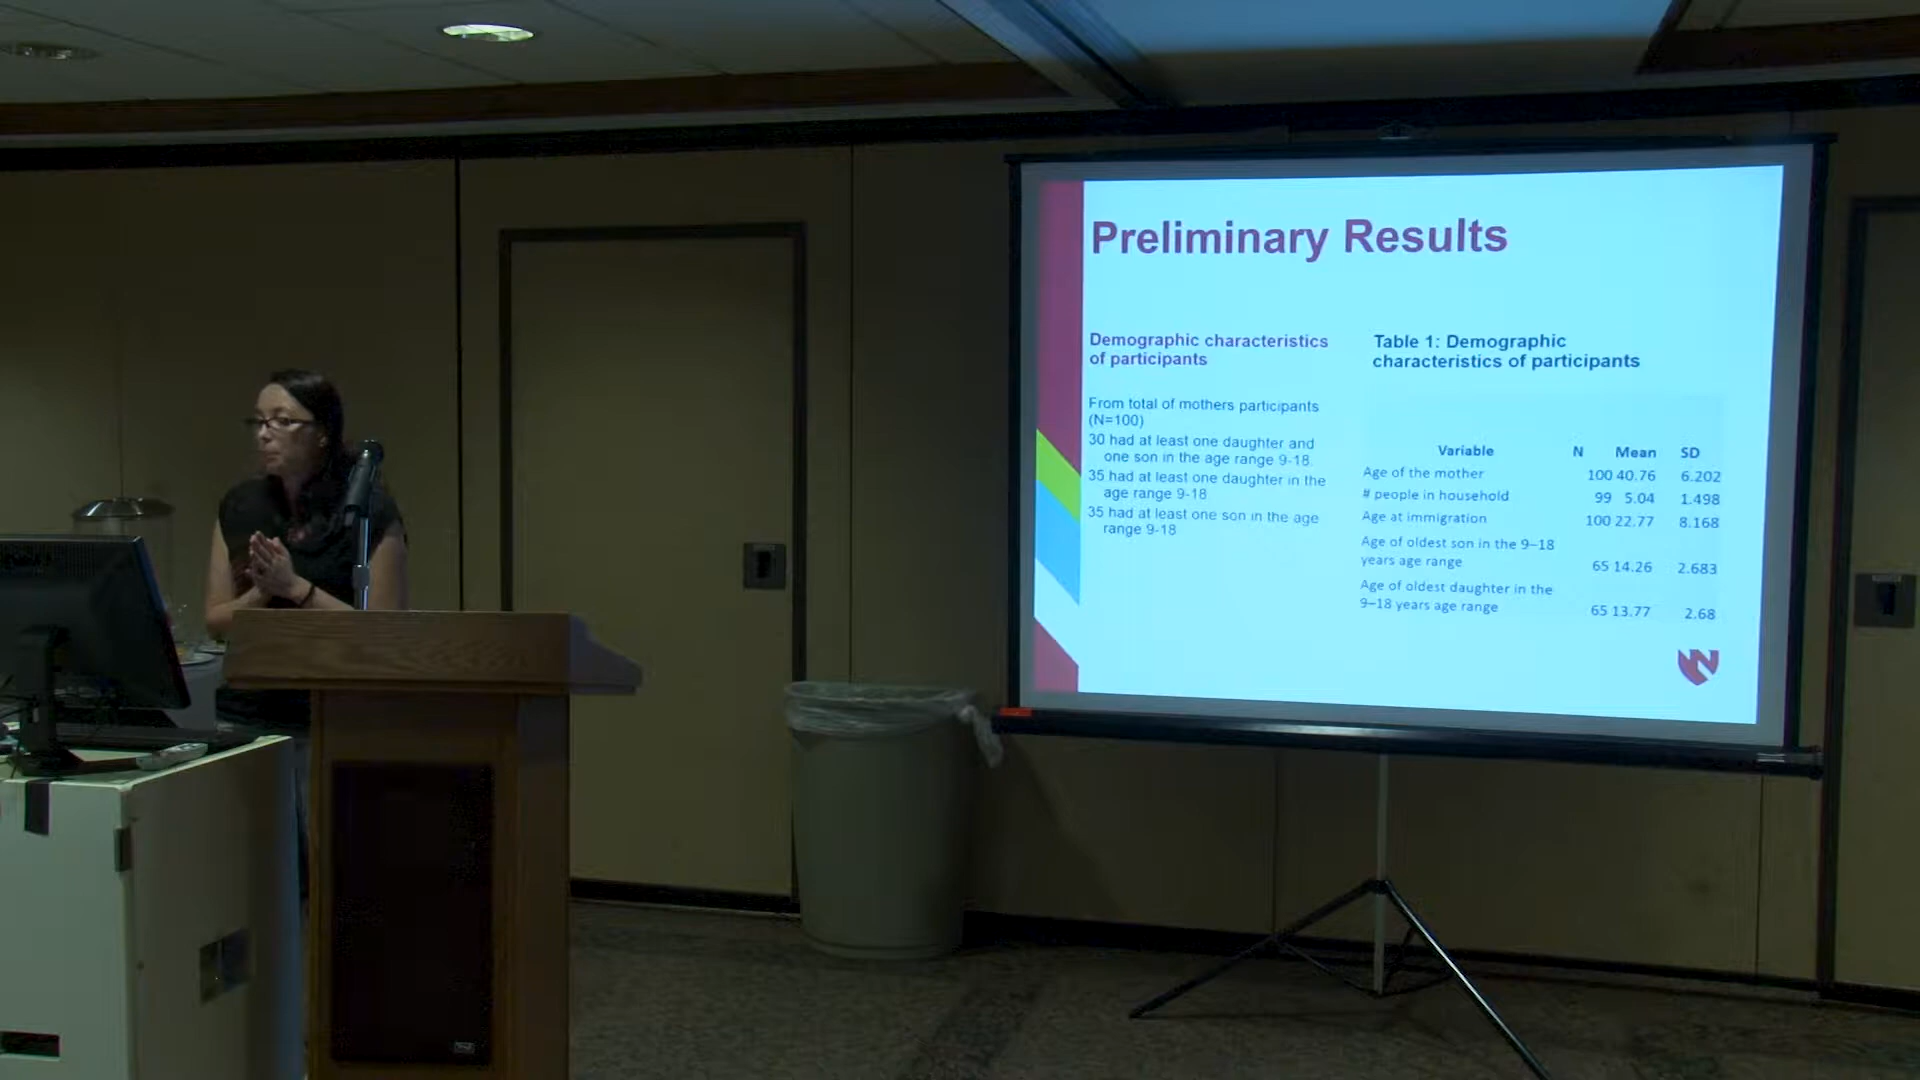 Preliminary Results
Demographic characteristics
of participants
From total of mothers participants
(N=100)
30 had at least one daughter and
one son in the age range 9-18.
35 had at least one daughter in the
age range 9-18
35 had at least one son in the age
range 9-18
Table 1: Demographic
characteristics of participants
Variable N Mean SD
Age of the mother 100 40.76 6.202
# people in household 99 5.04 1.498
Age at immigration 100 22.77 8.168
Age of oldest son in the 9–18
years age range 65 14.26 2.683
Age of oldest daughter in the
9–18 years age range 65 13.77 2.68